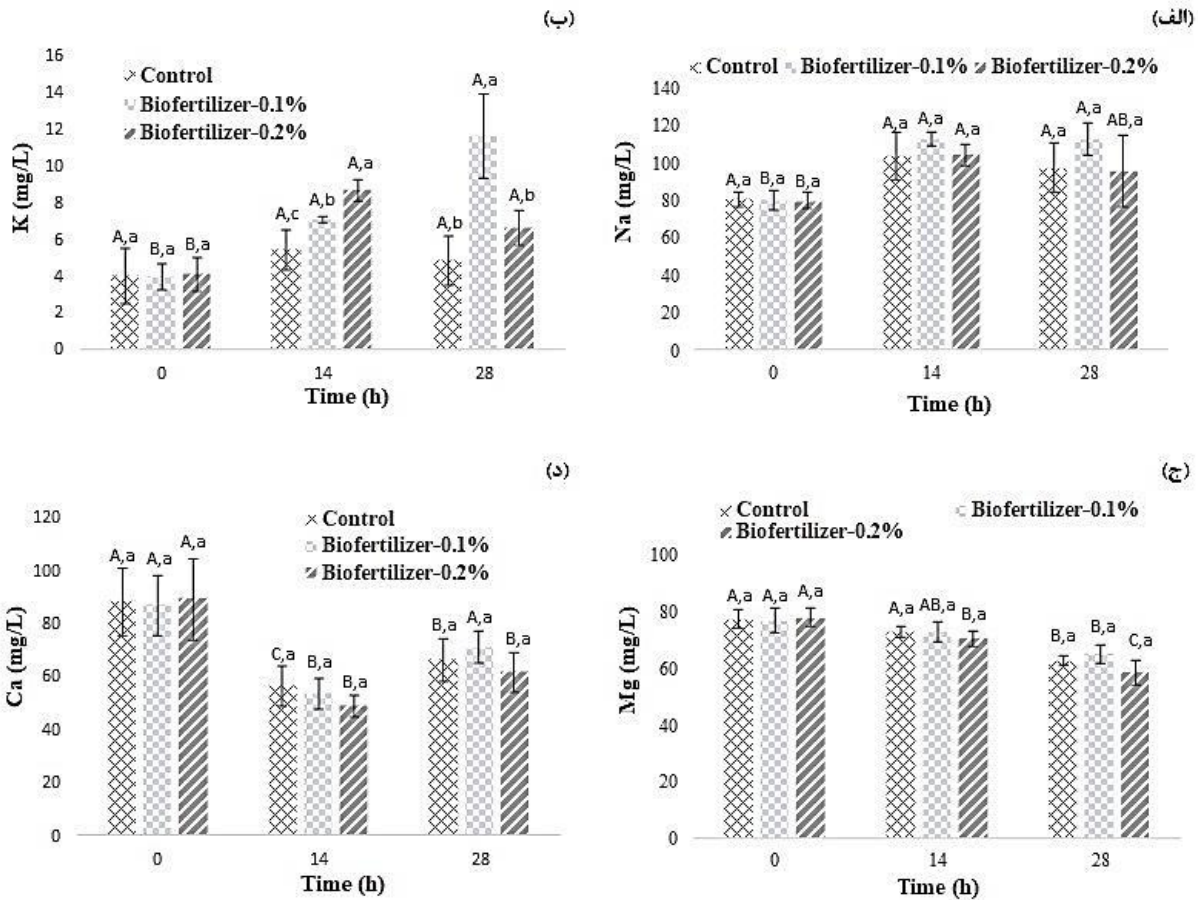 (الف)
Control Biofertilizer-0.1% Biofertilizer-0.2%
Na (mg/L)
140
120
100
80
60
40
20
0
A,a B,a B,a
A,a A,a A,a
A,a A,a AB,a
0 14 28
Time (h)
(ب)
Control
Biofertilizer-0.1%
Biofertilizer-0.2%
K (mg/L)
16
14
12
10
8
6
4
2
0
A,a B,a B,a
A,c A,b A,a
A,b A,a A,b
0 14 28
Time (h)
(ج)
Control Biofertilizer-0.1%
Biofertilizer-0.2%
Mg (mg/L)
100
80
60
40
20
0
A,a A,a A,a
A,a AB,a B,a
B,a B,a C,a
0 14 28
Time (h)
(د)
Control
Biofertilizer-0.1%
Biofertilizer-0.2%
Ca (mg/L)
120
100
80
60
40
20
0
A,a A,a A,a
C,a B,a B,a
B,a A,a B,a
0 14 28
Time (h)